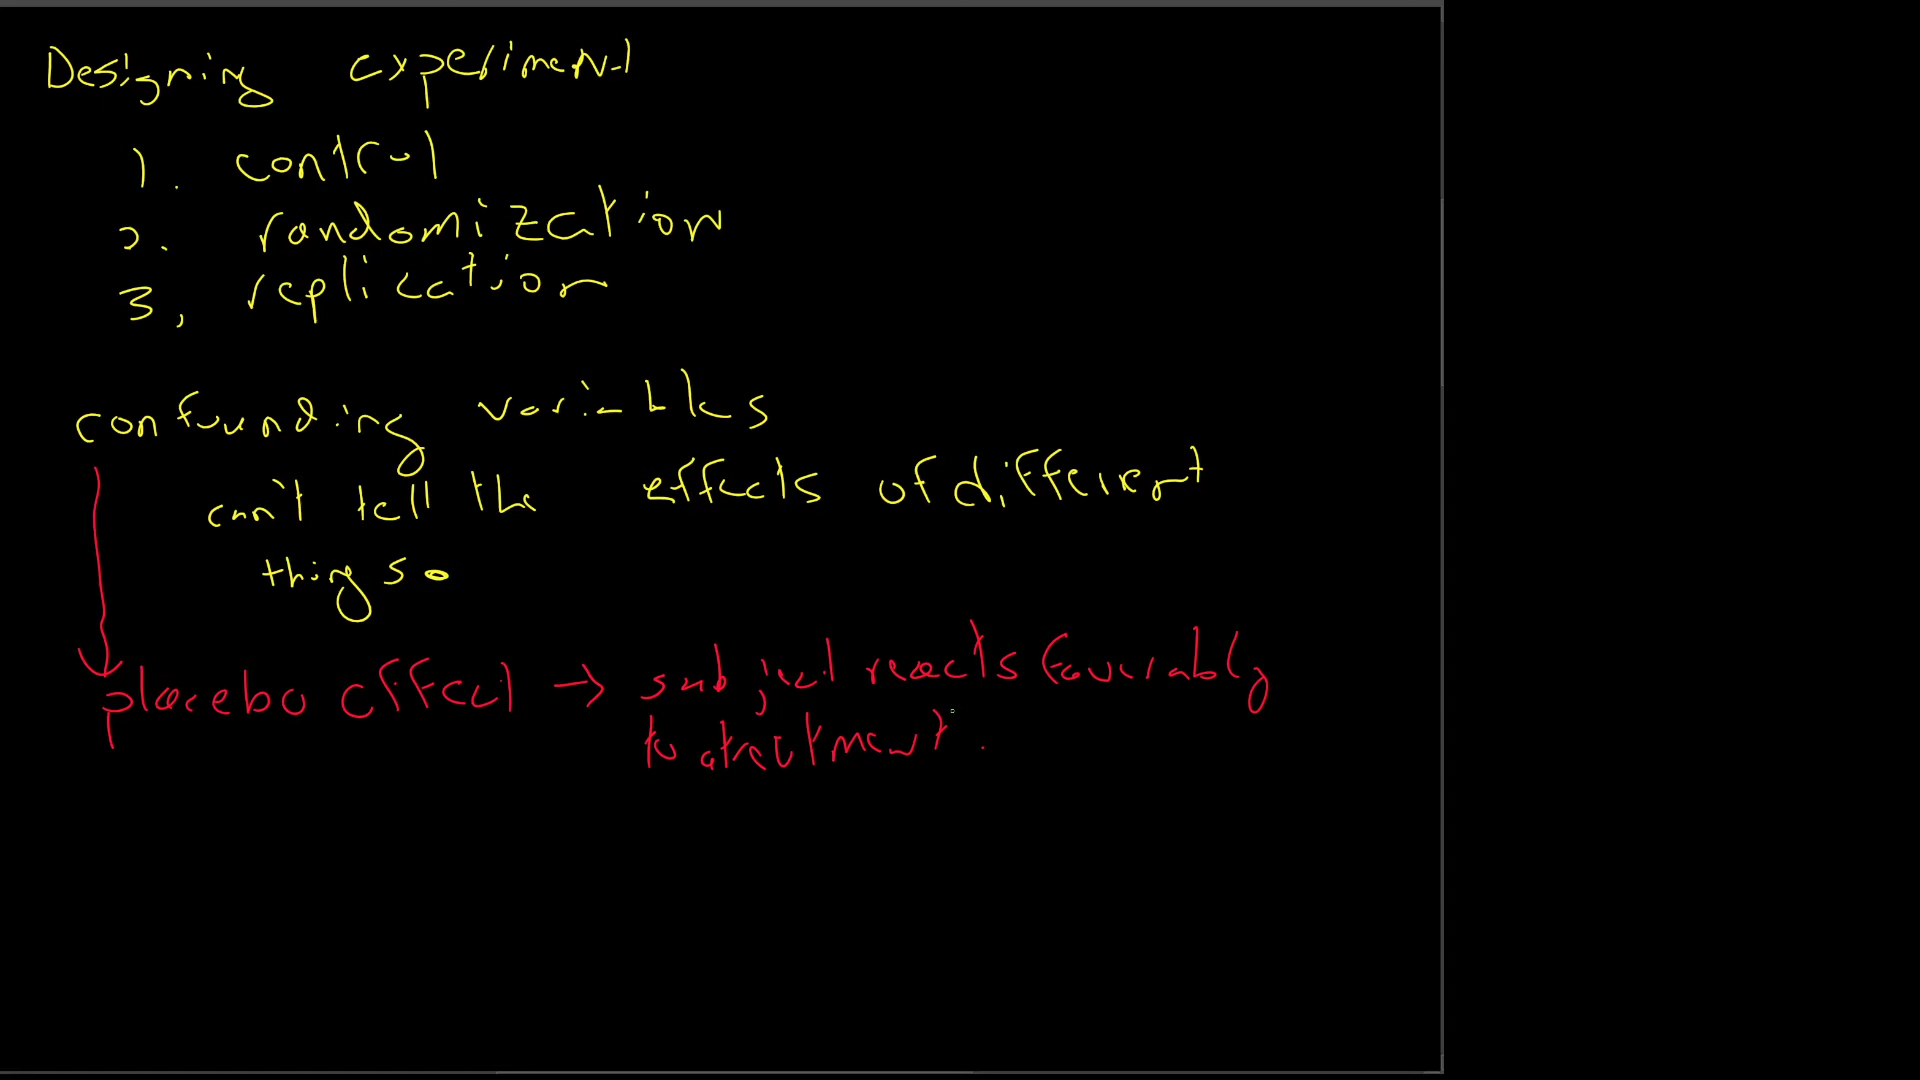 Designing experiment
1. control
2. randomization
3, replication
confounding variables
can't tell the effects of different
things.
placebo effect → subject reacts favorably
to a treatment.